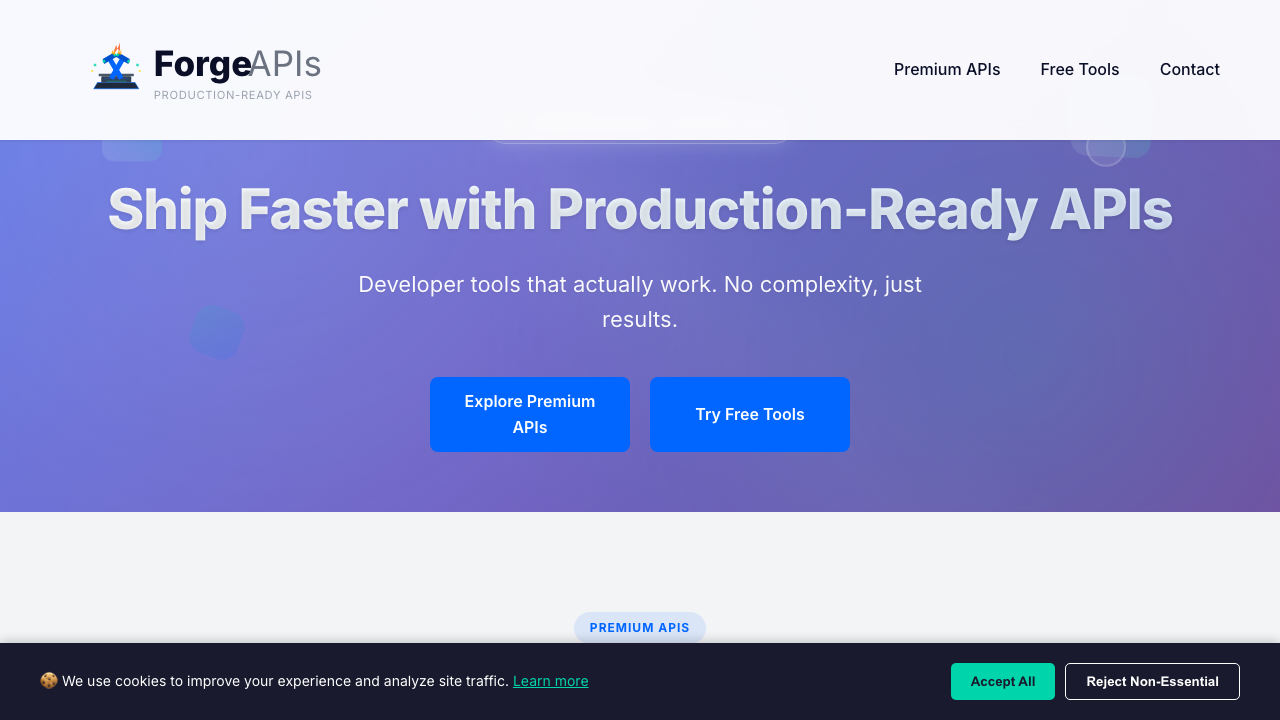 ForgeAPIs
PRODUCTION-READY APIS
Premium APIs
Free Tools
Contact
Ship Faster with Production-Ready APIs
Developer tools that actually work. No complexity, just
results.
Explore Premium
APIs
Try Free Tools
PREMIUM APIS
🍪 We use cookies to improve your experience and analyze site traffic. Learn more
Accept All
Reject Non-Essential